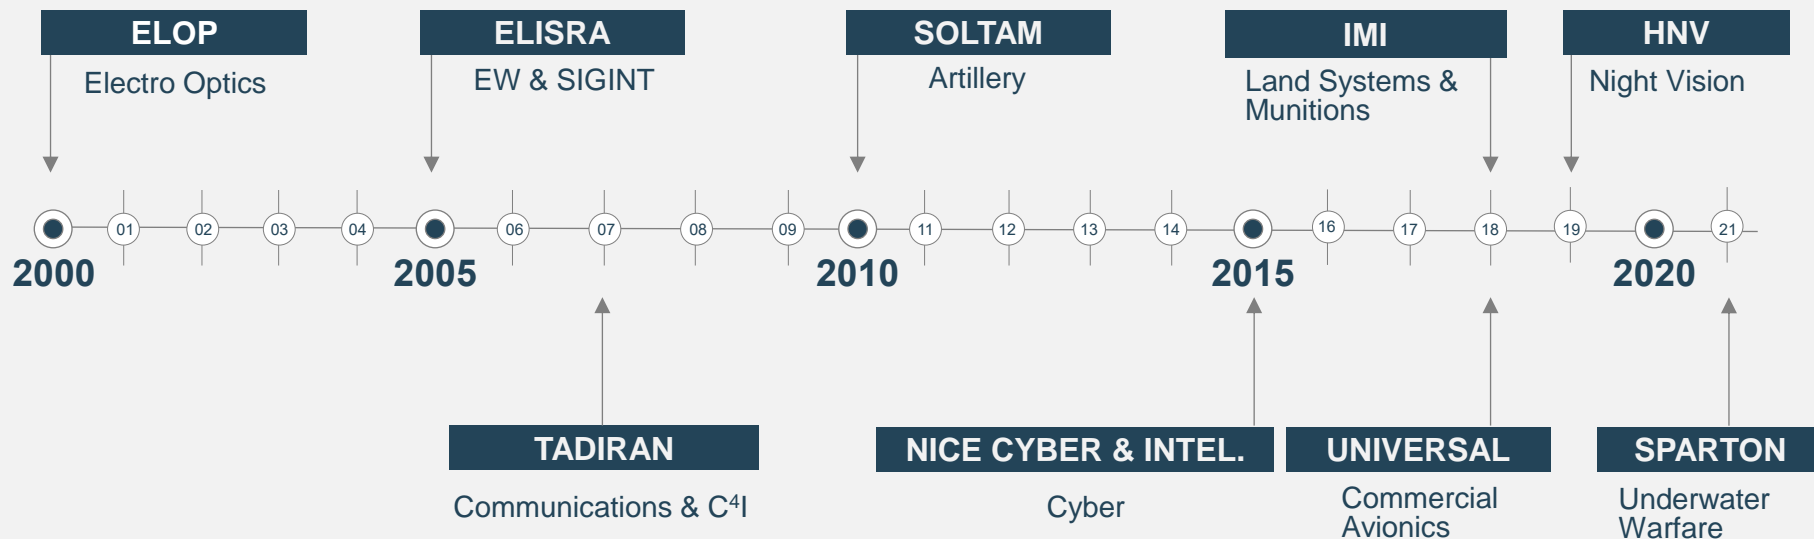 ELOP
Electro Optics
ELISRA
EW & SIGINT
SOLTAM
Artillery
IMI
Land Systems &
Munitions
HNV
Night Vision
01
02
03
04
06
07
08
09
11
12
13
14
16
17
18
19
21
2000
2005
2010
2015
2020
TADIRAN
Communications & C⁴I
NICE CYBER & INTEL.
Cyber
UNIVERSAL
Commercial
Avionics
SPARTON
Underwater
Warfare